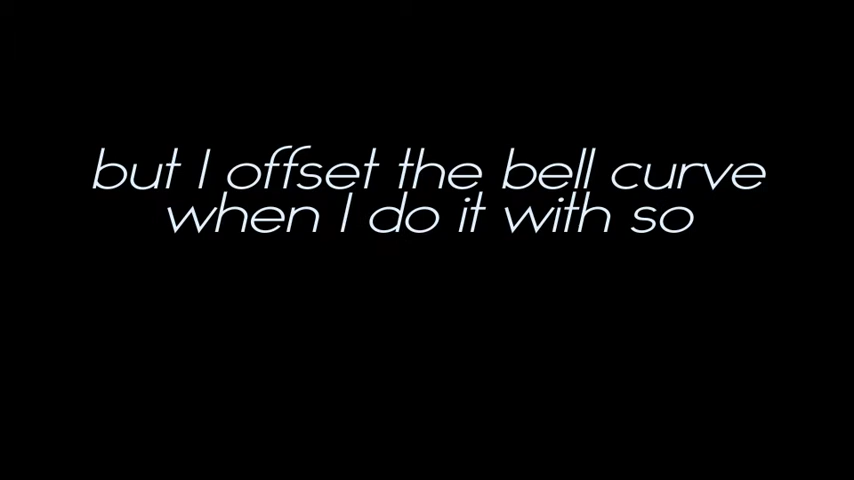 but I offset the bell curve
when I do it with so